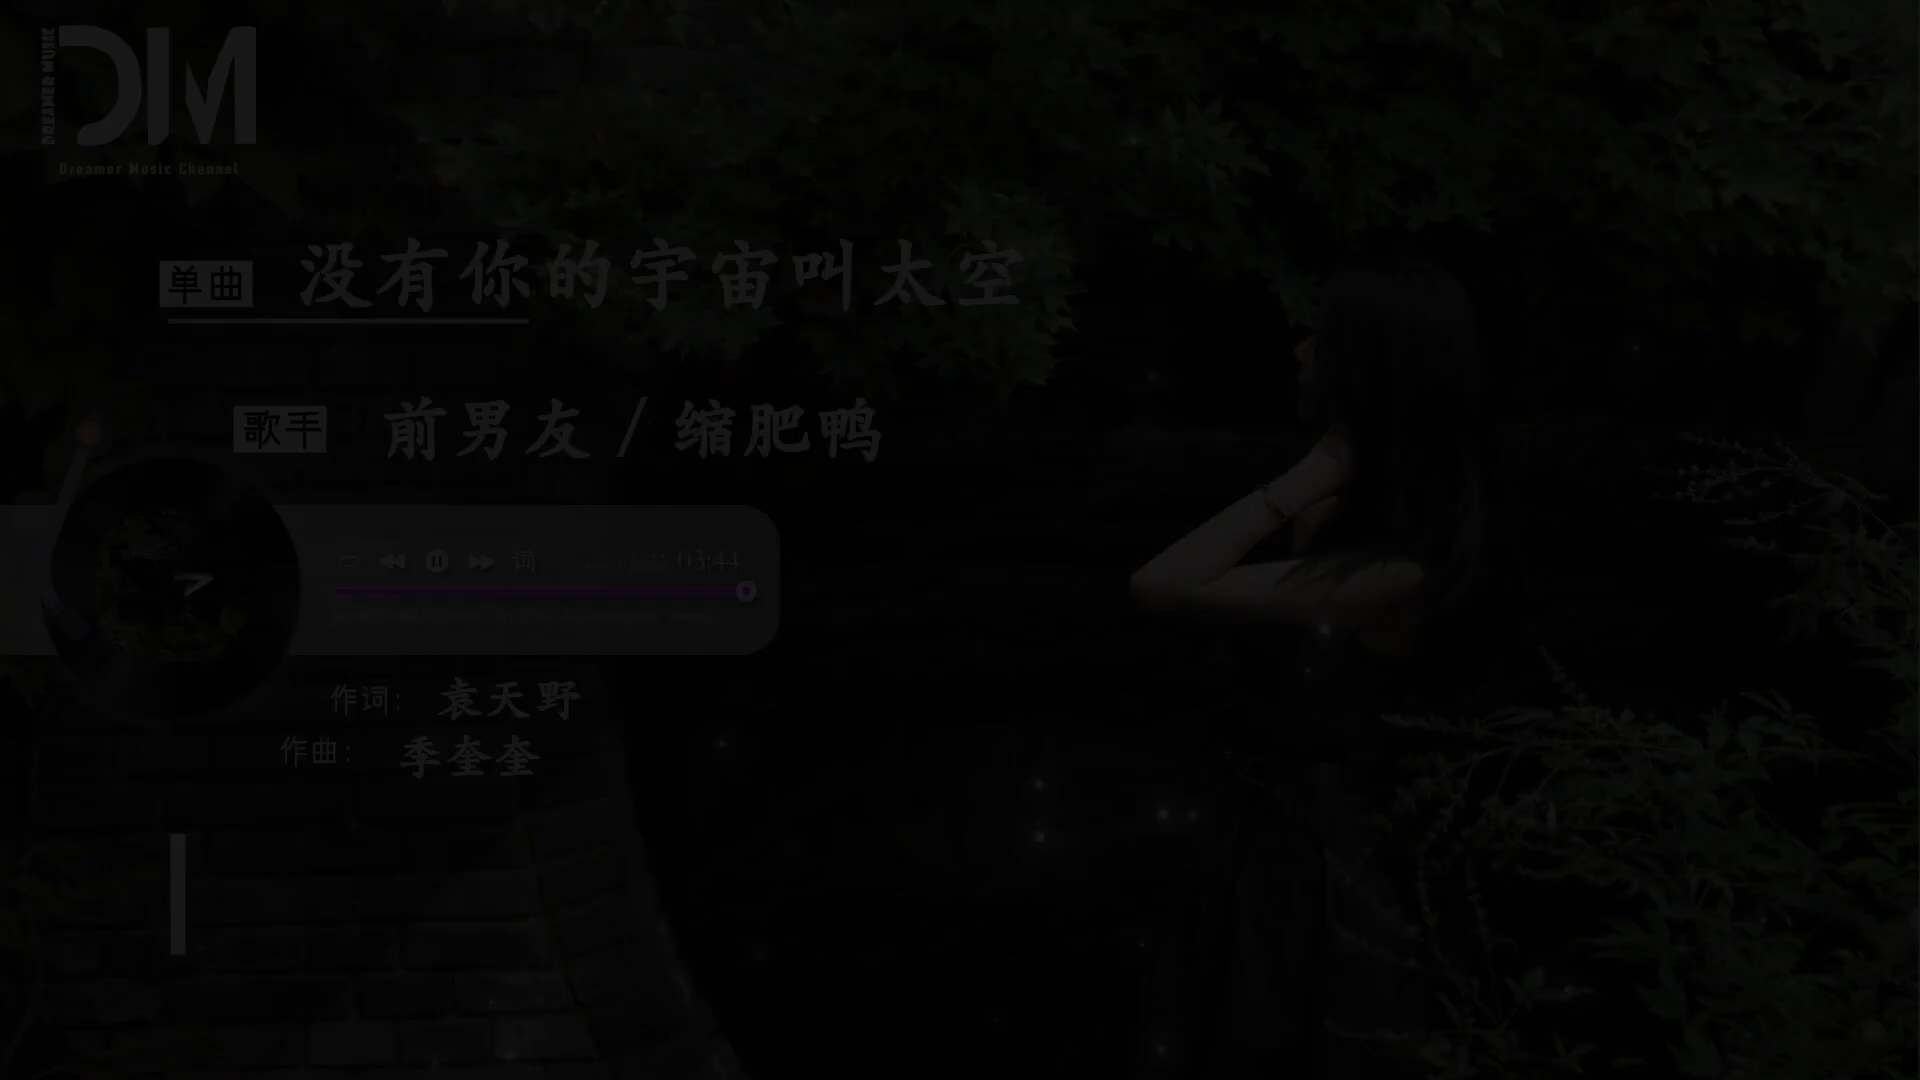 DREAMER MUSIC
DM
Dreamer Music Channel
单曲 没有你的宇宙叫太空
歌手 前男友 / 缩肥鸭
词 03:44
作词: 袁天野
作曲: 季奎奎